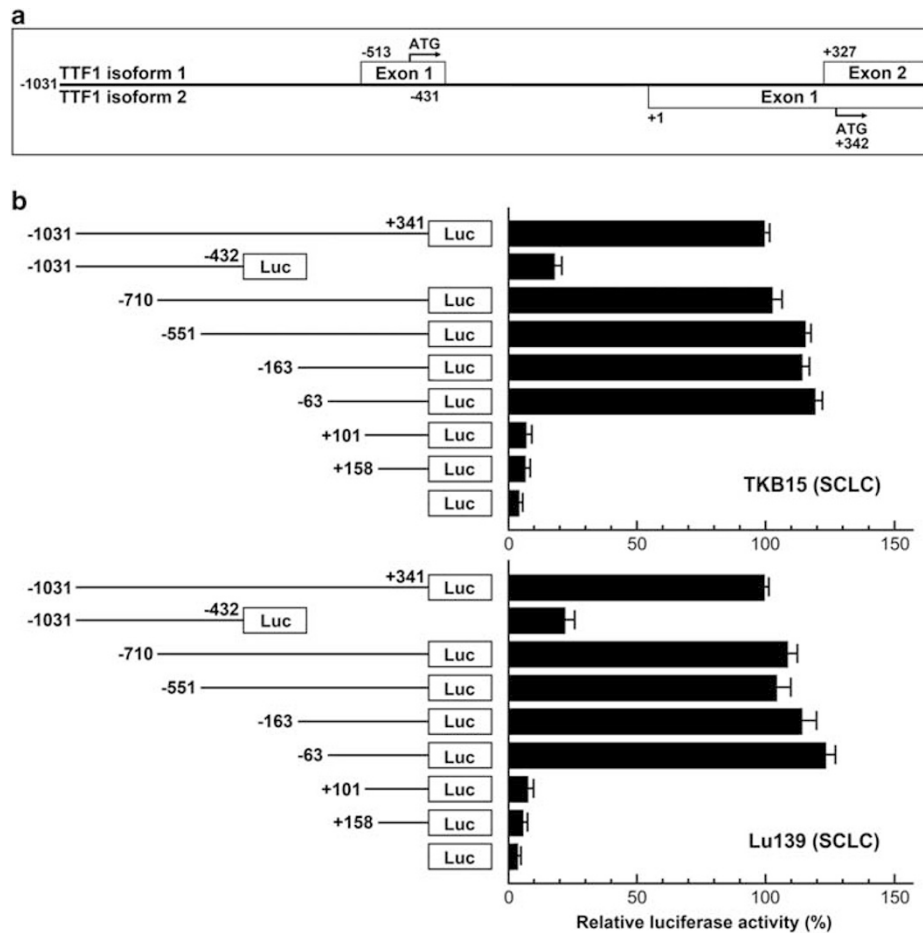 a
-513 ATG +327
TTF1 isoform 1 Exon 1 Exon 2
-1031
TTF1 isoform 2 -431 Exon 1
+1 ATG
+342
b
-1031 +341 Luc
-1031 -432 Luc
-710 Luc
-551 Luc
-163 Luc
-63 Luc
+101 Luc
+158 Luc
Luc
TKB15 (SCLC)
0 50 100 150
-1031 +341 Luc
-1031 -432 Luc
-710 Luc
-551 Luc
-163 Luc
-63 Luc
+101 Luc
+158 Luc
Luc
Lu139 (SCLC)
0 50 100 150
Relative luciferase activity (%)